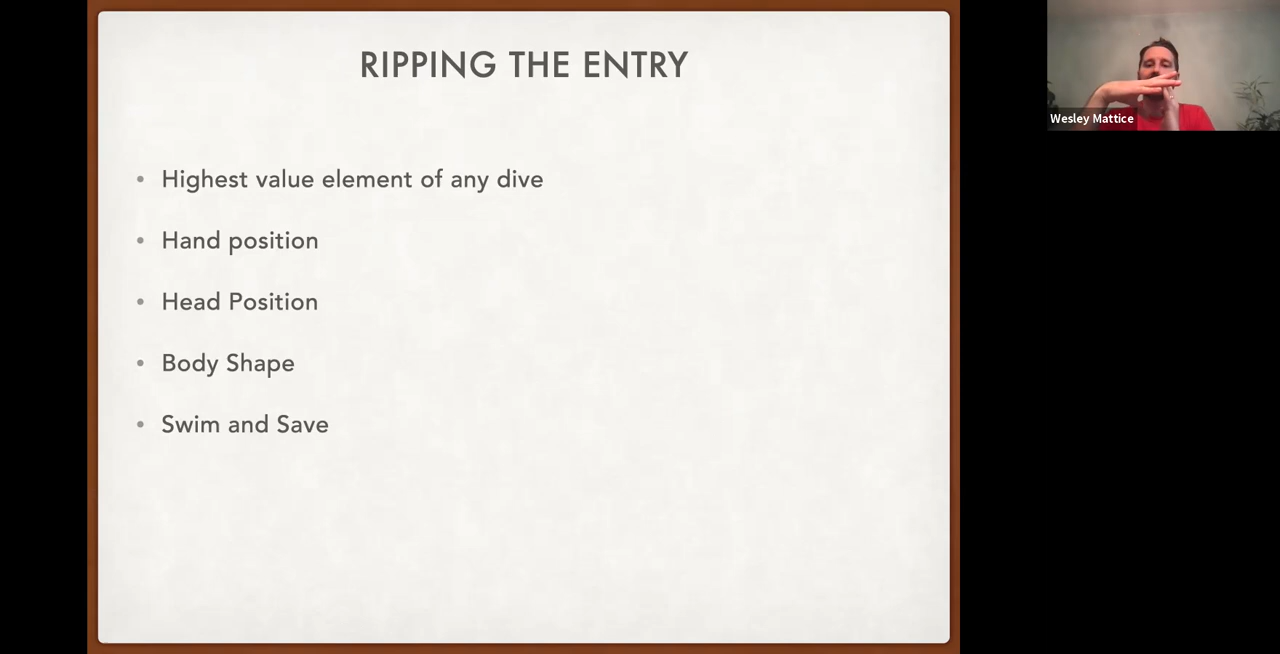 RIPPING THE ENTRY
• Highest value element of any dive
• Hand position
• Head Position
• Body Shape
• Swim and Save
Wesley Mattice